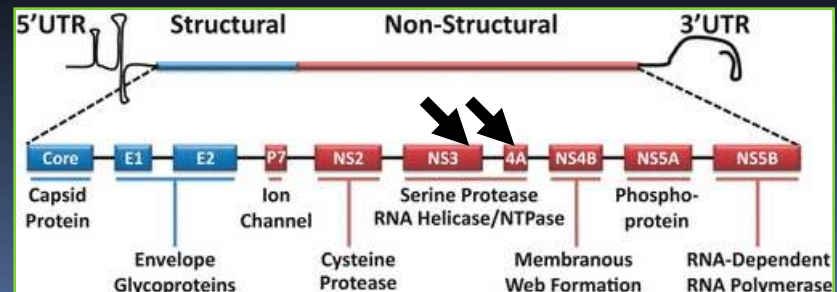 5'UTR Structural Non-Structural 3'UTR
Core E1 E2 P7 NS2 NS3 4A NS4B NS5A NS5B
Capsid Ion Serine Protease Phospho-
Protein Channel RNA Helicase/NTPase protein
Envelope Cysteine Membranous RNA-Dependent
Glycoproteins Protease Web Formation RNA Polymerase